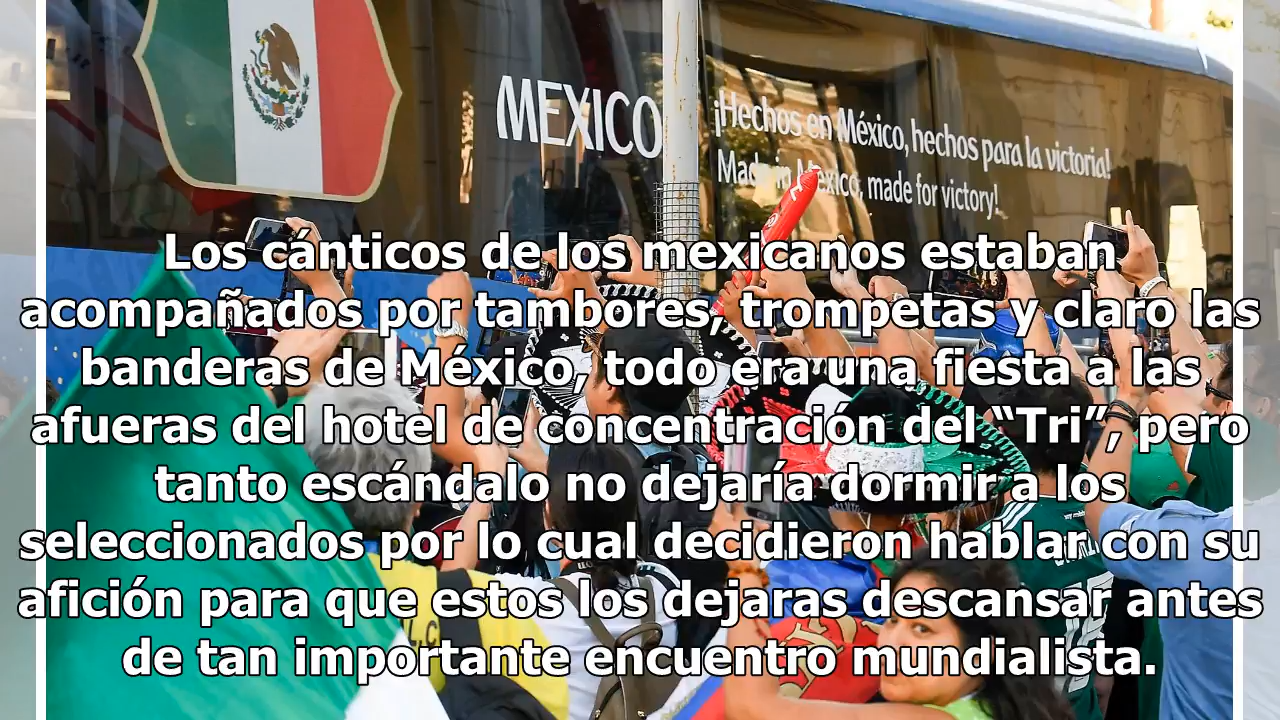 MEXICO
¡Hechos en México, hechos para la victoria!
Made in Mexico, made for victory!
Los cánticos de los mexicanos estaban
acompañados por tambores, trompetas y claro las
banderas de México, todo era una fiesta a las
afueras del hotel de concentración del “Tri”, pero
tanto escándalo no dejaría dormir a los
seleccionados por lo cual decidieron hablar con su
afición para que estos los dejaras descansar antes
de tan importante encuentro mundialista.